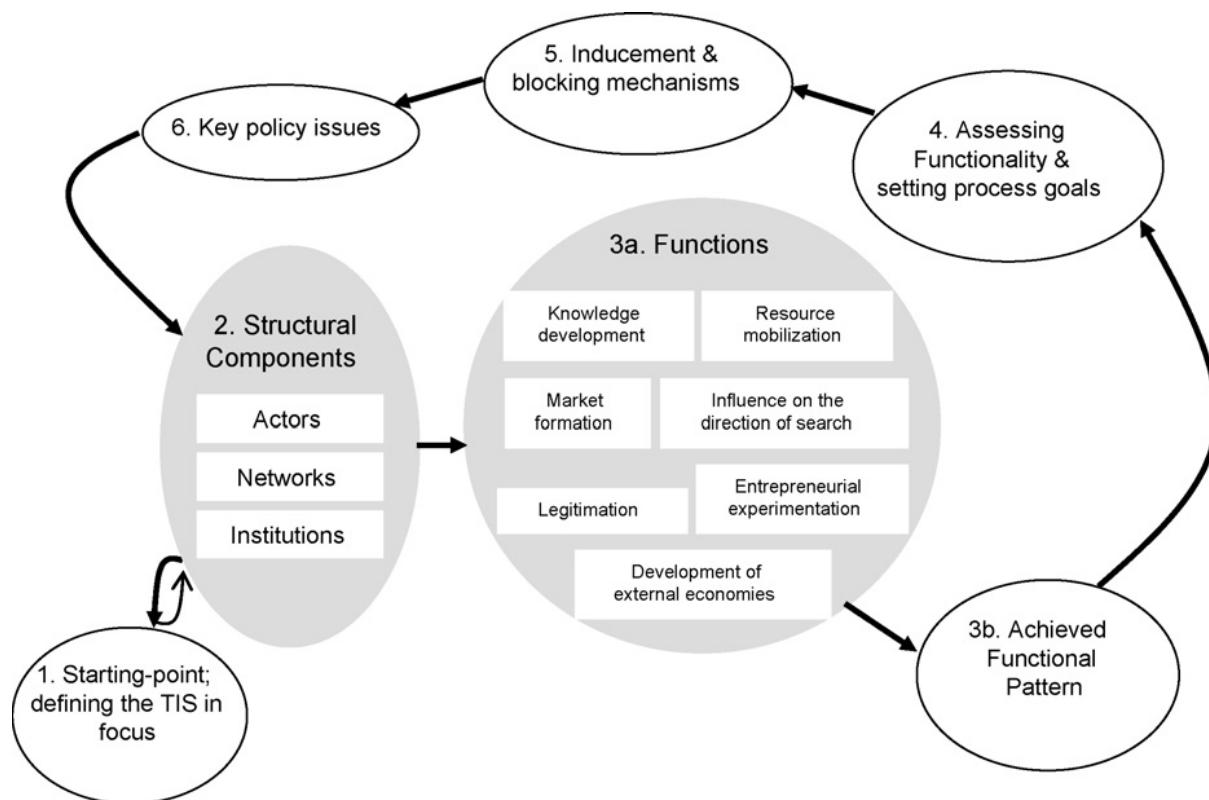 5. Inducement &
blocking mechanisms
6. Key policy issues
4. Assessing
Functionality &
setting process goals
3a. Functions
Knowledge
development
Resource
mobilization
Market
formation
Influence on the
direction of search
Legitimation
Entrepreneurial
experimentation
Development of
external economies
2. Structural
Components
Actors
Networks
Institutions
3b. Achieved
Functional
Pattern
1. Starting-point;
defining the TIS in
focus